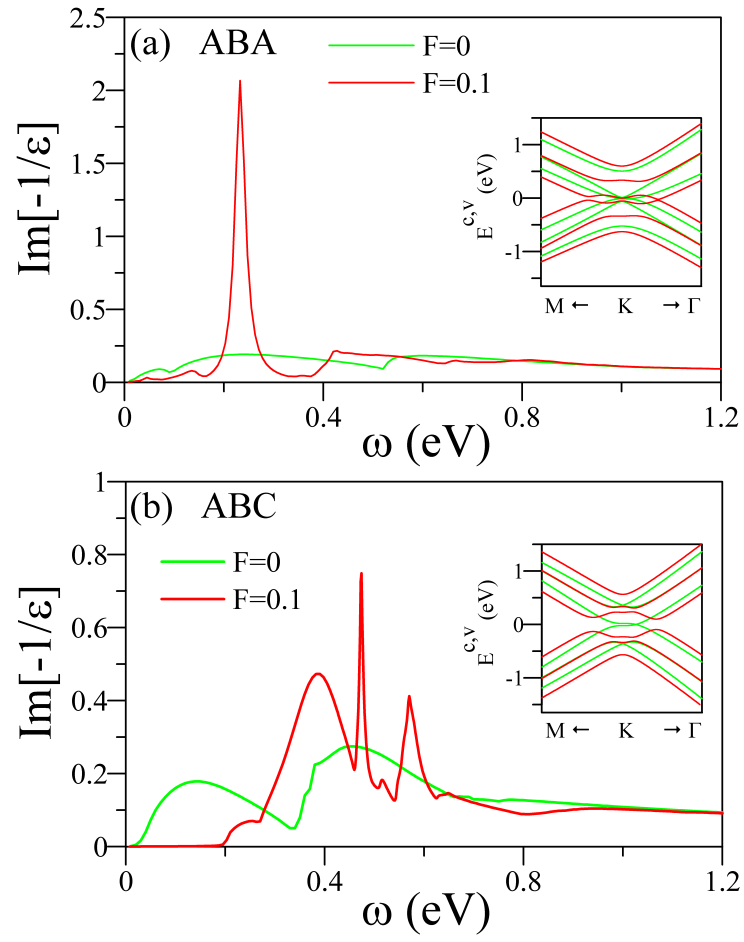 2.5
(a) ABA
F=0
F=0.1
2
1.5
1
0.5
0
Im[-1/ε]
1
0
-1
E^c,v (eV)
M ← K → Γ
0 0.4 0.8 1.2
ω (eV)
1
(b) ABC
F=0
F=0.1
0.8
0.6
0.4
0.2
0
Im[-1/ε]
1
0
-1
E^c,v (eV)
M ← K → Γ
0 0.4 0.8 1.2
ω (eV)